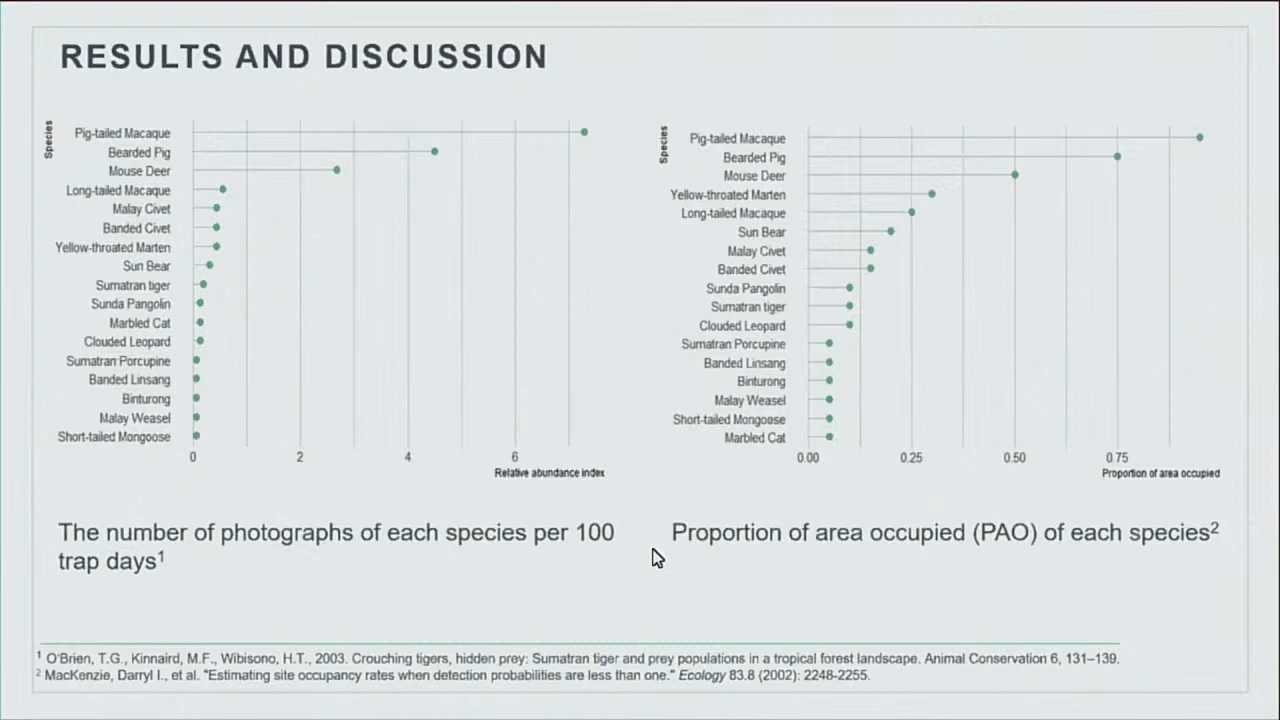 RESULTS AND DISCUSSION
Species
Pig-tailed Macaque
Bearded Pig
Mouse Deer
Long-tailed Macaque
Malay Civet
Banded Civet
Yellow-throated Marten
Sun Bear
Sumatran tiger
Sunda Pangolin
Marbled Cat
Clouded Leopard
Sumatran Porcupine
Banded Linsang
Binturong
Malay Weasel
Short-tailed Mongoose
0 2 4 6
Relative abundance index
The number of photographs of each species per 100
trap days¹
Species
Pig-tailed Macaque
Bearded Pig
Mouse Deer
Yellow-throated Marten
Long-tailed Macaque
Sun Bear
Malay Civet
Banded Civet
Sunda Pangolin
Sumatran tiger
Clouded Leopard
Sumatran Porcupine
Banded Linsang
Binturong
Malay Weasel
Short-tailed Mongoose
Marbled Cat
0.00 0.25 0.50 0.75
Proportion of area occupied
Proportion of area occupied (PAO) of each species²
¹ O'Brien, T.G., Kinnaird, M.F., Wibisono, H.T., 2003. Crouching tigers, hidden prey: Sumatran tiger and prey populations in a tropical forest landscape. Animal Conservation 6, 131–139.
² MacKenzie, Darryl I., et al. "Estimating site occupancy rates when detection probabilities are less than one." Ecology 83.8 (2002): 2248-2255.